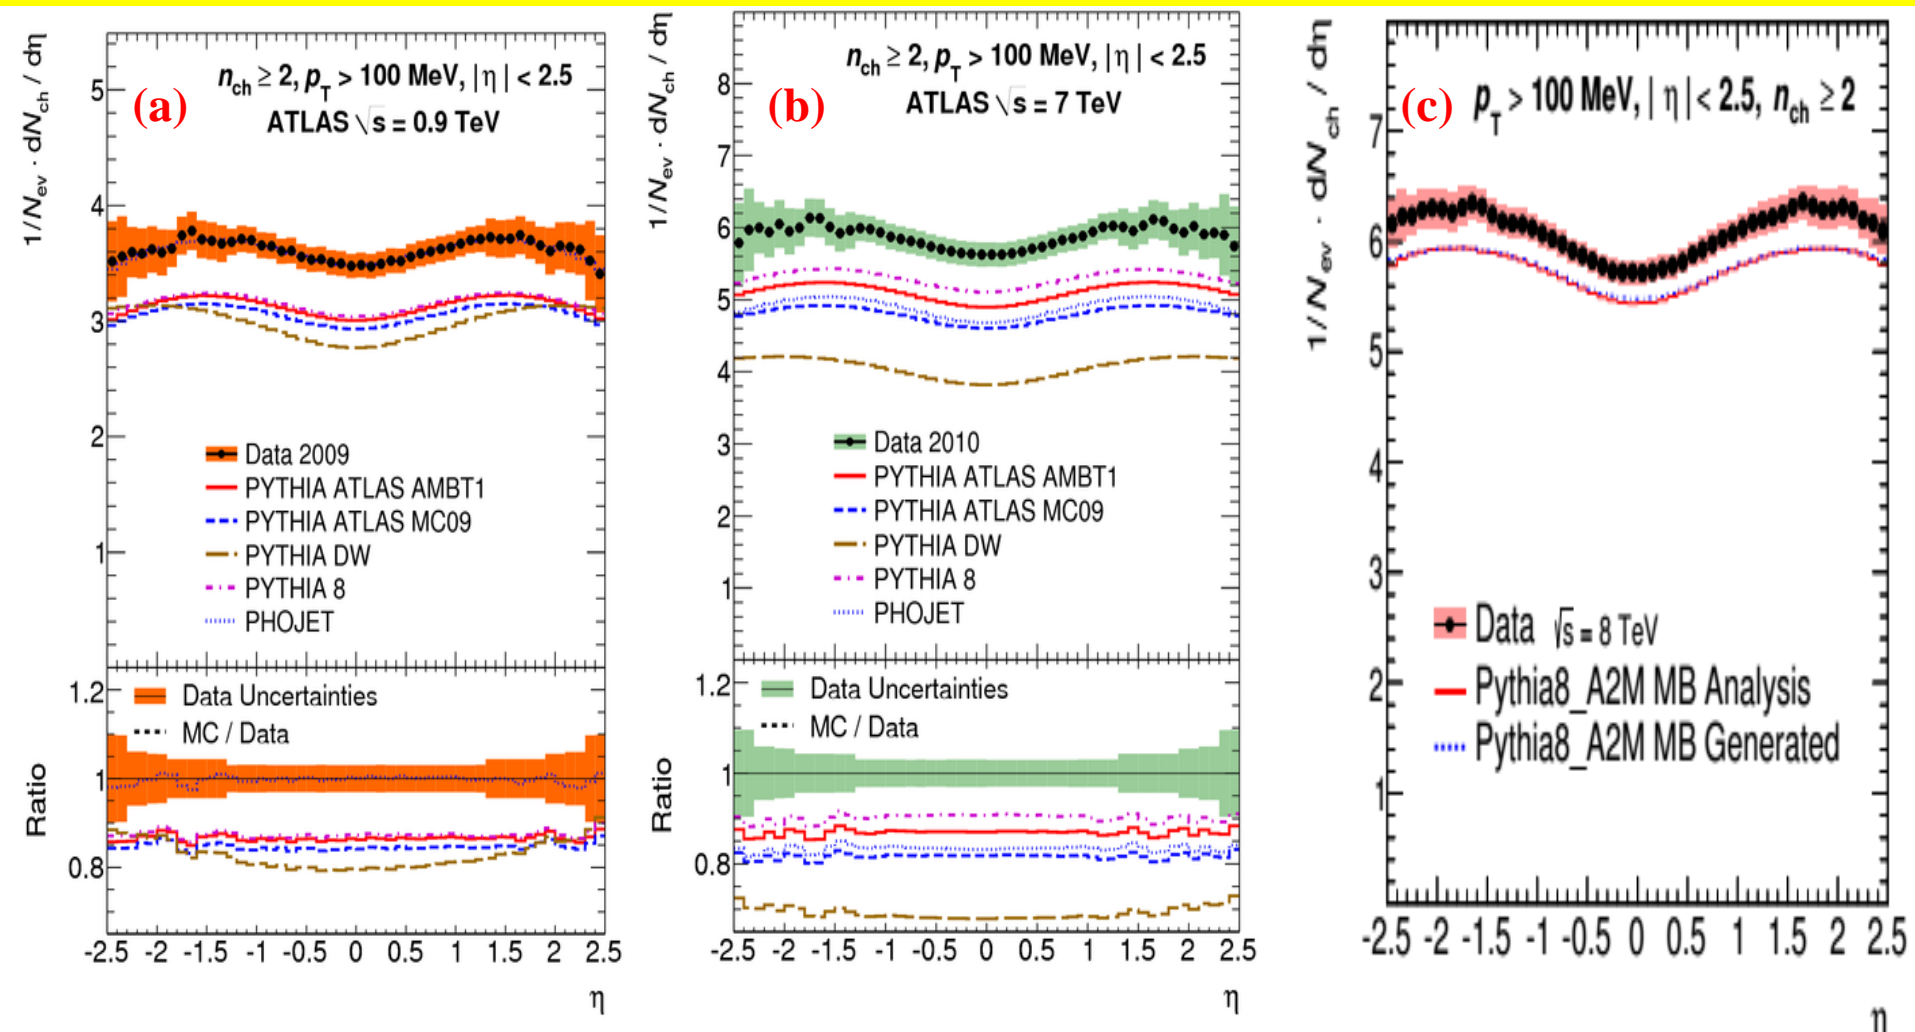 (a)
n_ch ≥ 2, p_T > 100 MeV, | η | < 2.5
ATLAS √s = 0.9 TeV
1/N_ev · dN_ch / dη
5
4
3
2
1
Data 2009
PYTHIA ATLAS AMBT1
PYTHIA ATLAS MC09
PYTHIA DW
PYTHIA 8
PHOJET
Data Uncertainties
MC / Data
Ratio
1.2
1
0.8
-2.5 -2 -1.5 -1 -0.5 0 0.5 1 1.5 2 2.5
η
(b)
n_ch ≥ 2, p_T > 100 MeV, | η | < 2.5
ATLAS √s = 7 TeV
1/N_ev · dN_ch / dη
8
7
6
5
4
3
2
1
Data 2010
PYTHIA ATLAS AMBT1
PYTHIA ATLAS MC09
PYTHIA DW
PYTHIA 8
PHOJET
Data Uncertainties
MC / Data
Ratio
1.2
1
0.8
-2.5 -2 -1.5 -1 -0.5 0 0.5 1 1.5 2 2.5
η
(c)
p_T > 100 MeV, | η | < 2.5, n_ch ≥ 2
1/N_ev · dN_ch / dη
7
6
5
4
3
2
1
Data √s = 8 TeV
Pythia8_A2M MB Analysis
Pythia8_A2M MB Generated
-2.5 -2 -1.5 -1 -0.5 0 0.5 1 1.5 2 2.5
η